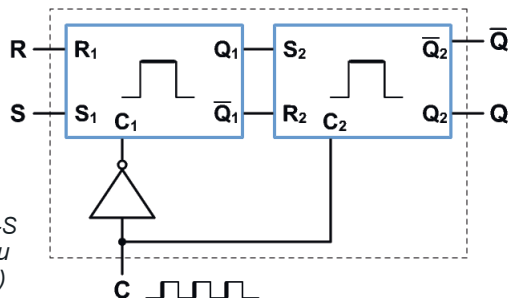 R R₁ Q₁ S₂ Q̅₂ Q̅
S S₁ C₁ Q̅₁ R₂ C₂ Q₂ Q
-S
u
)
C